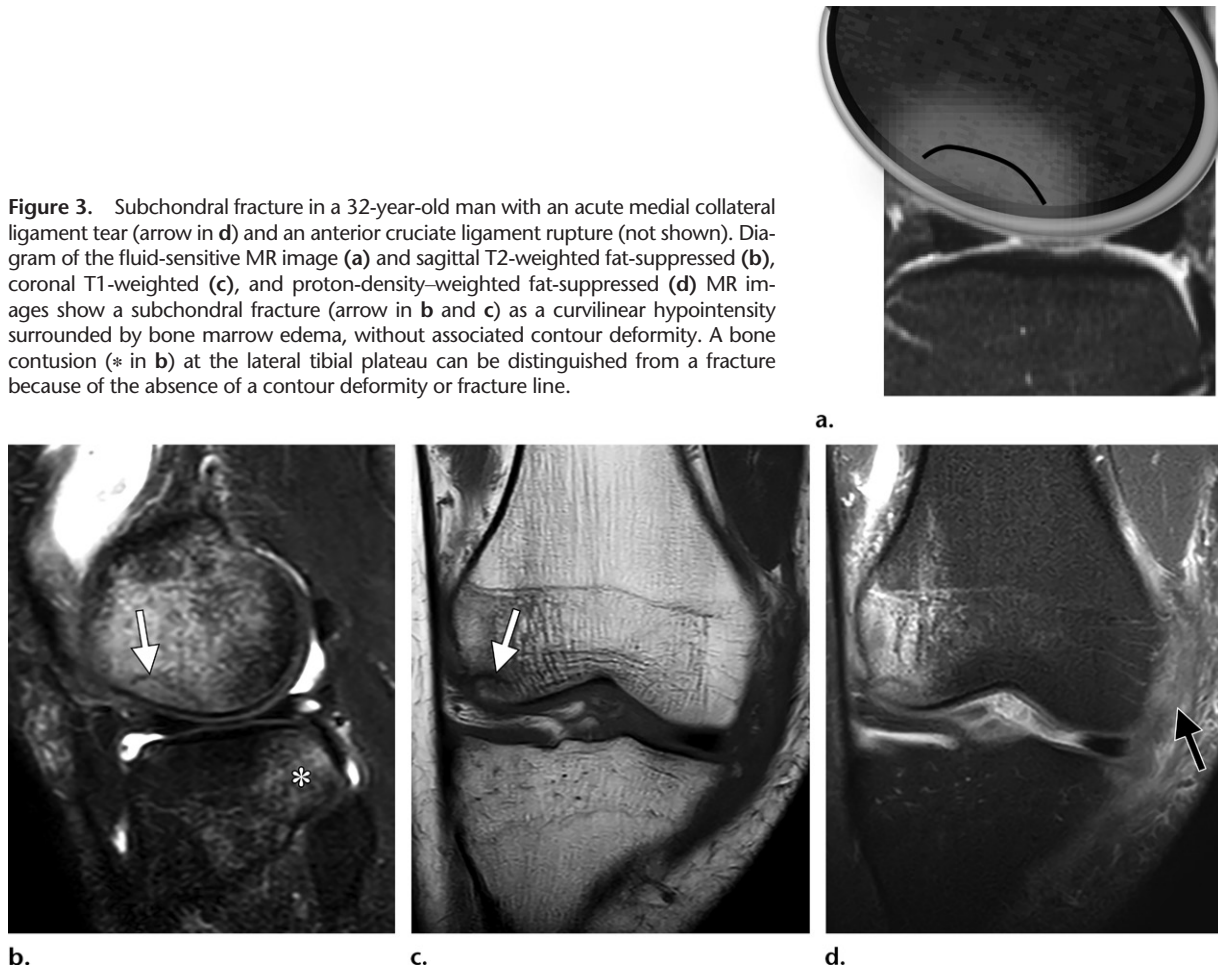 Figure 3. Subchondral fracture in a 32-year-old man with an acute medial collateral
ligament tear (arrow in d) and an anterior cruciate ligament rupture (not shown). Dia-
gram of the fluid-sensitive MR image (a) and sagittal T2-weighted fat-suppressed (b),
coronal T1-weighted (c), and proton-density–weighted fat-suppressed (d) MR im-
ages show a subchondral fracture (arrow in b and c) as a curvilinear hypointensity
surrounded by bone marrow edema, without associated contour deformity. A bone
contusion (* in b) at the lateral tibial plateau can be distinguished from a fracture
because of the absence of a contour deformity or fracture line.
a.
*
b. c. d.